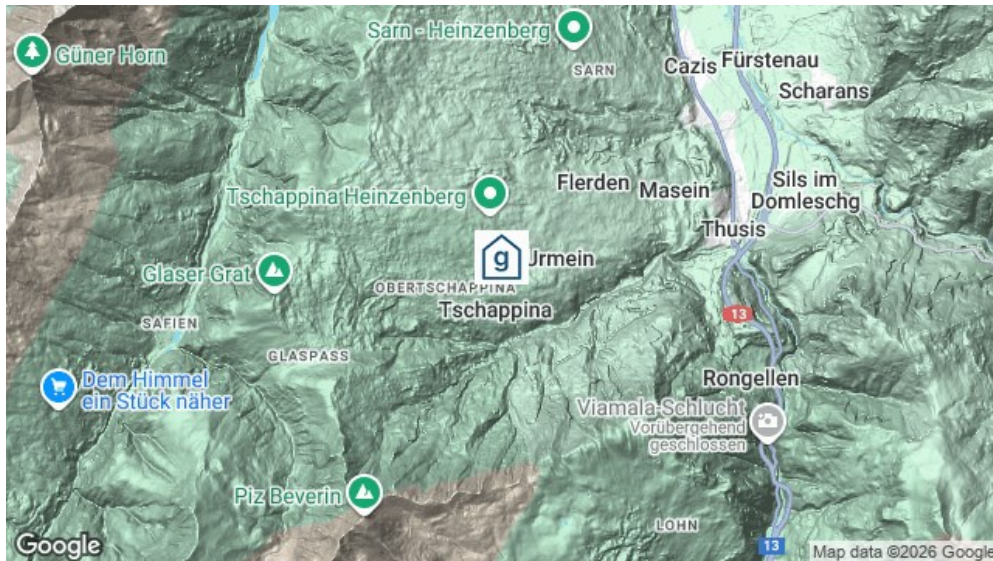 Güner Horn
Sarn - Heinzenberg
SARN
Cazis
Fürstenau
Scharans
Tschappina Heinzenberg
Flerden
Masein
Sils im
Domleschg
Thusis
g
Urmein
Glaser Grat
OBERTSCHAPPINA
Tschappina
13
SAFIEN
GLASPASS
Dem Himmel
ein Stück näher
Rongellen
Viamala-Schlucht
Vorübergehend
geschlossen
Piz Beverin
LOHN
13
Google
Map data ©2026 Google